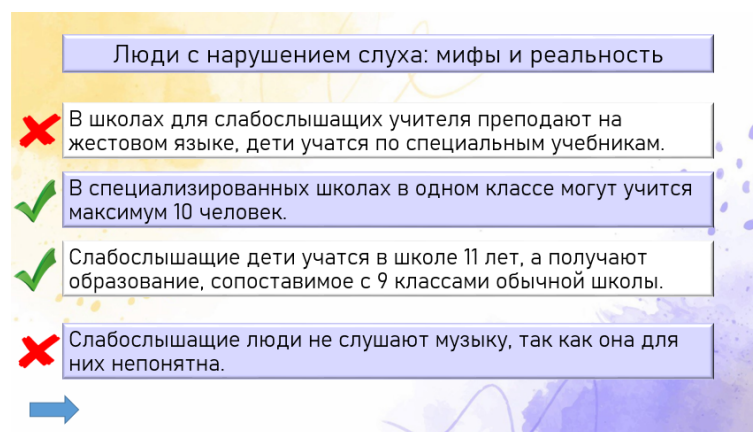 Люди с нарушением слуха: мифы и реальность
В школах для слабослышащих учителя преподают на
жестовом языке, дети учатся по специальным учебникам.
В специализированных школах в одном классе могут учится
максимум 10 человек.
Слабослышащие дети учатся в школе 11 лет, а получают
образование, сопоставимое с 9 классами обычной школы.
Слабослышащие люди не слушают музыку, так как она для
них непонятна.